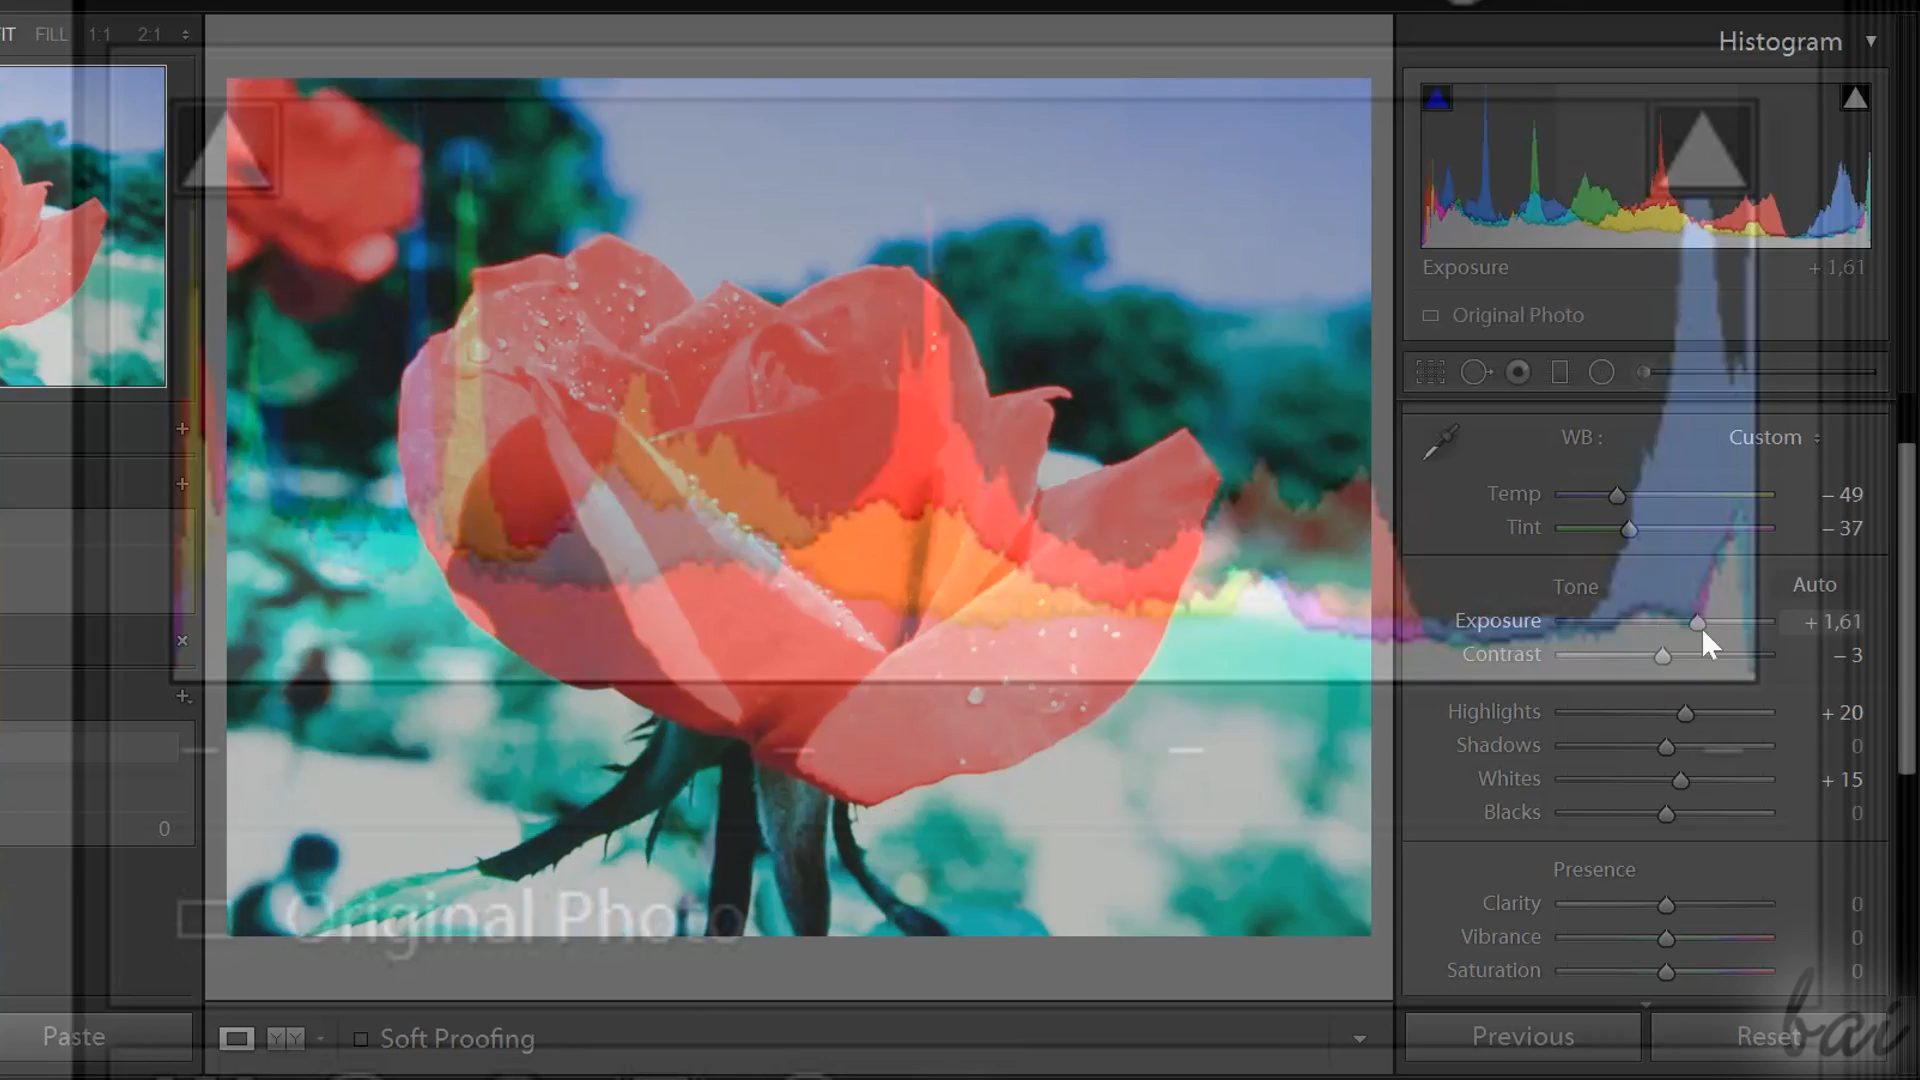 FILL 1:1 2:1
Histogram
Exposure + 1,61
Original Photo
WB : Custom
Temp – 49
Tint – 37
Tone Auto
Exposure + 1,61
Contrast – 3
Highlights + 20
Shadows 0
Whites + 15
Blacks 0
0
Presence
Clarity 0
Vibrance 0
Saturation 0
Original Photo
Paste
Soft Proofing
Previous Reset
bai